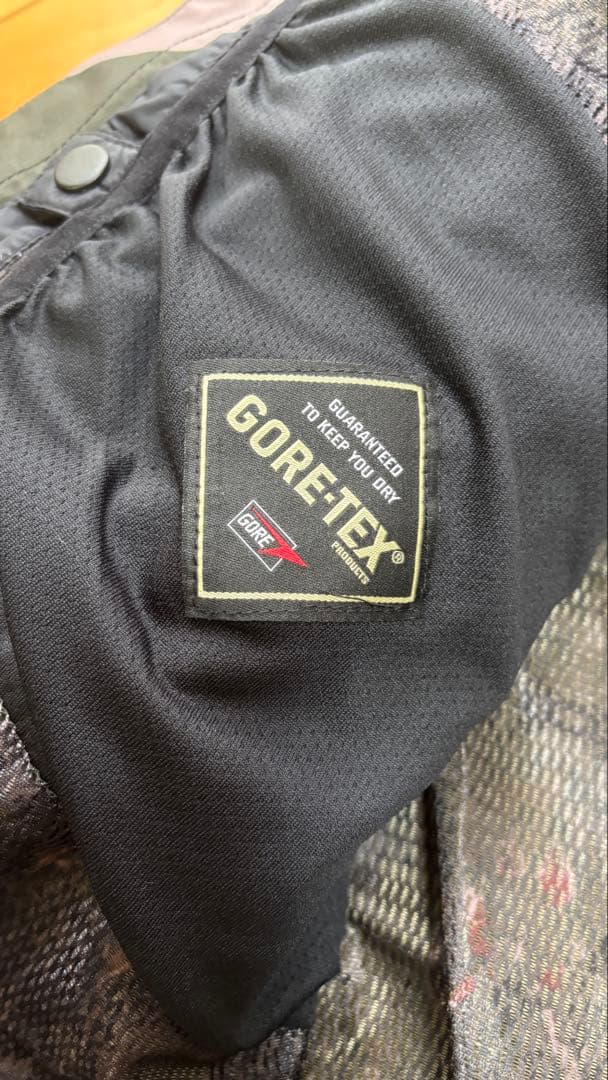 GUARANTEED
TO KEEP YOU DRY
GORE-TEX®
PRODUCTS
GORE